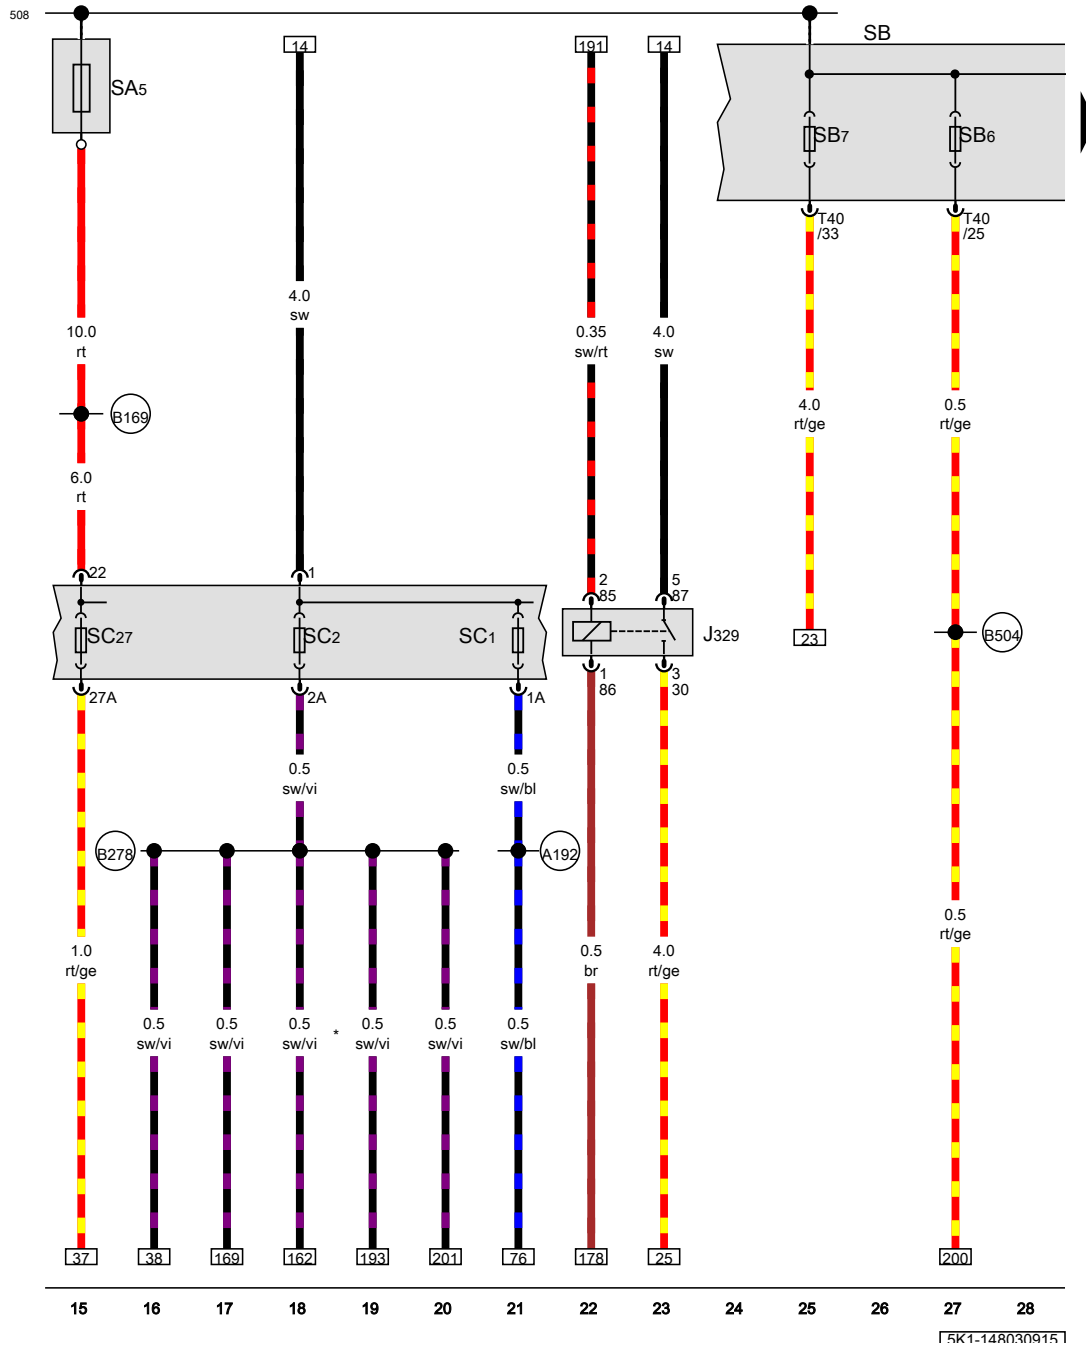 508
SB
14
191
14
SA5
SB7
SB6
T40
/33
T40
/25
4.0
sw
10.0
rt
0.35
sw/rt
4.0
sw
4.0
rt/ge
0.5
rt/ge
B169
6.0
rt
22
1
2
85
5
87
SC27
SC2
SC1
J329
23
B504
27A
2A
1A
1
86
3
30
0.5
sw/vi
0.5
sw/bl
B278
A192
1.0
rt/ge
0.5
br
4.0
rt/ge
0.5
rt/ge
0.5
sw/vi
0.5
sw/vi
0.5
sw/vi
*
0.5
sw/vi
0.5
sw/vi
0.5
sw/bl
37
38
169
162
193
201
76
178
25
200
15 16 17 18 19 20 21 22 23 24 25 26 27 28
5K1-148030915